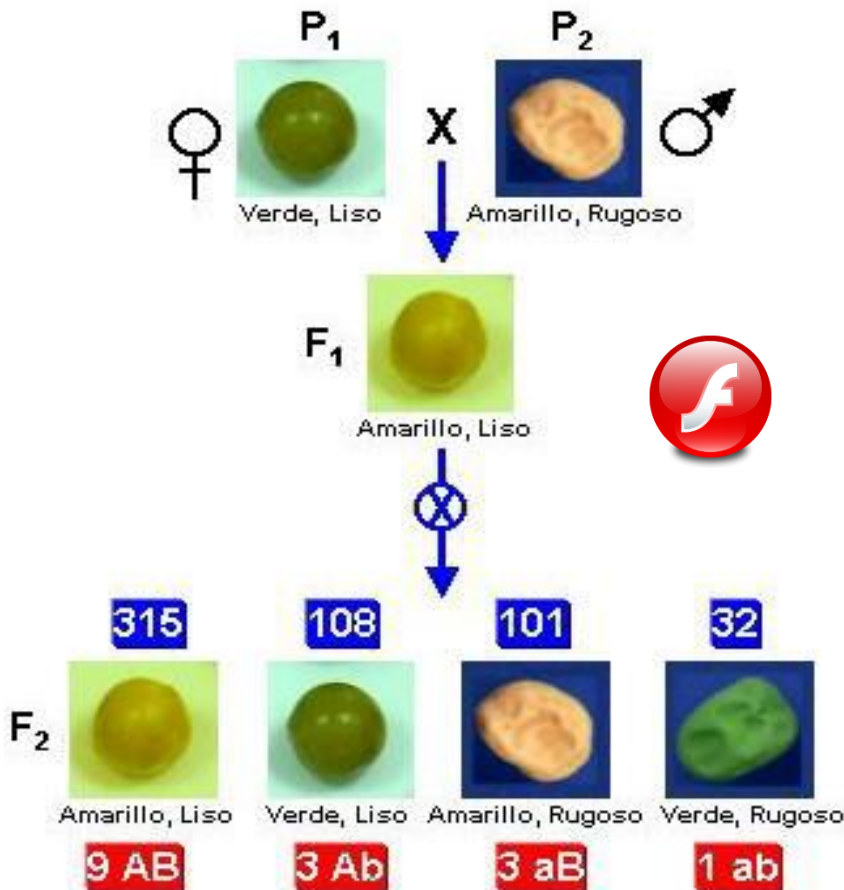 P₁ P₂
X
Verde, Liso Amarillo, Rugoso
F₁
Amarillo, Liso
X
315 108 101 32
F₂
Amarillo, Liso Verde, Liso Amarillo, Rugoso Verde, Rugoso
9 AB 3 Ab 3 aB 1 ab